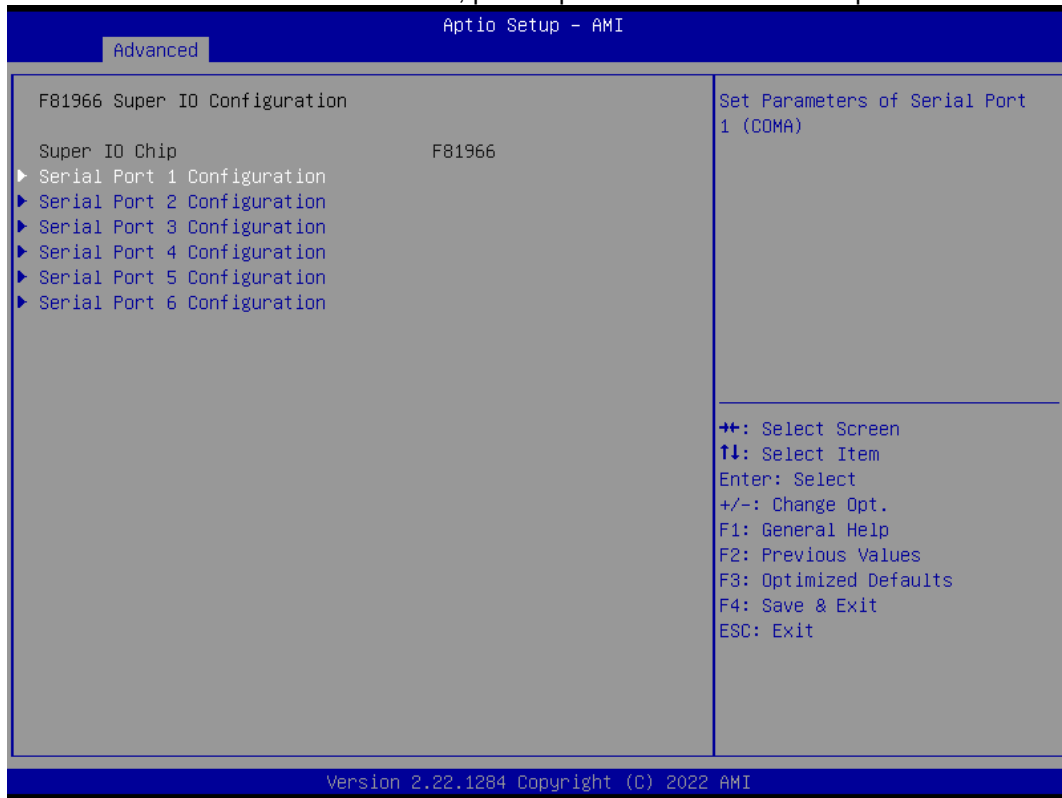 Aptio Setup – AMI
Advanced
F81966 Super IO Configuration
Super IO Chip F81966
▶ Serial Port 1 Configuration
▶ Serial Port 2 Configuration
▶ Serial Port 3 Configuration
▶ Serial Port 4 Configuration
▶ Serial Port 5 Configuration
▶ Serial Port 6 Configuration
Set Parameters of Serial Port
1 (COMA)
→←: Select Screen
↑↓: Select Item
Enter: Select
+/-: Change Opt.
F1: General Help
F2: Previous Values
F3: Optimized Defaults
F4: Save & Exit
ESC: Exit
Version 2.22.1284 Copyright (C) 2022 AMI